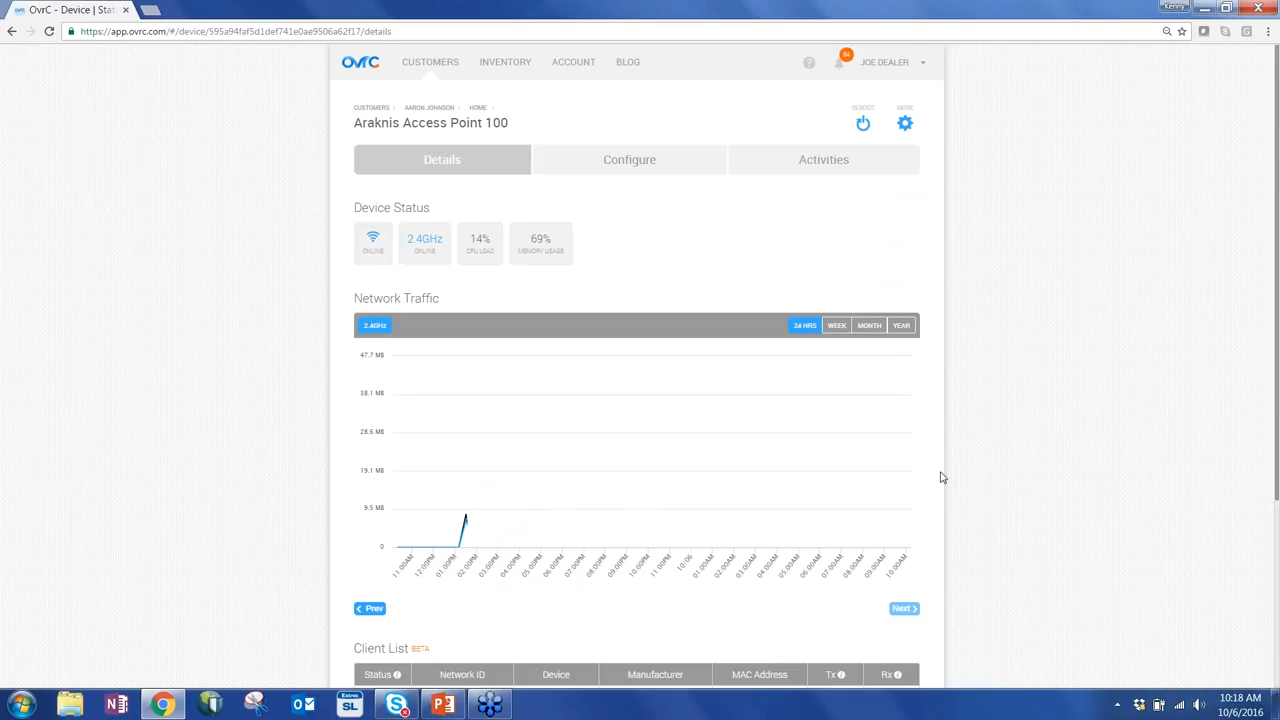 OvrC - Device | Stat
Kenny
https://app.ovrc.com/#/device/595a94faf5d1def741e0ae9506a62f17/details
OVRC CUSTOMERS INVENTORY ACCOUNT BLOG ? 84 JOE DEALER
CUSTOMERS AARON JOHNSON HOME
Araknis Access Point 100
REBOOT MORE
Details Configure Activities
Device Status
ONLINE
2.4GHz
ONLINE
14%
CPU LOAD
69%
MEMORY USAGE
Network Traffic
2.4GHz 24 HRS WEEK MONTH YEAR
47.7 MB
38.1 MB
28.6 MB
19.1 MB
9.5 MB
0
11:00AM 12:00PM 01:00PM 02:00PM 03:00PM 04:00PM 05:00PM 06:00PM 07:00PM 08:00PM 09:00PM 10:00PM 11:00PM 10/06 01:00AM 02:00AM 03:00AM 04:00AM 05:00AM 06:00AM 07:00AM 08:00AM 09:00AM 10:00AM
Prev Next
Client List BETA
Status Network ID Device Manufacturer MAC Address Tx Rx
Extron
SL
10:18 AM
10/6/2016